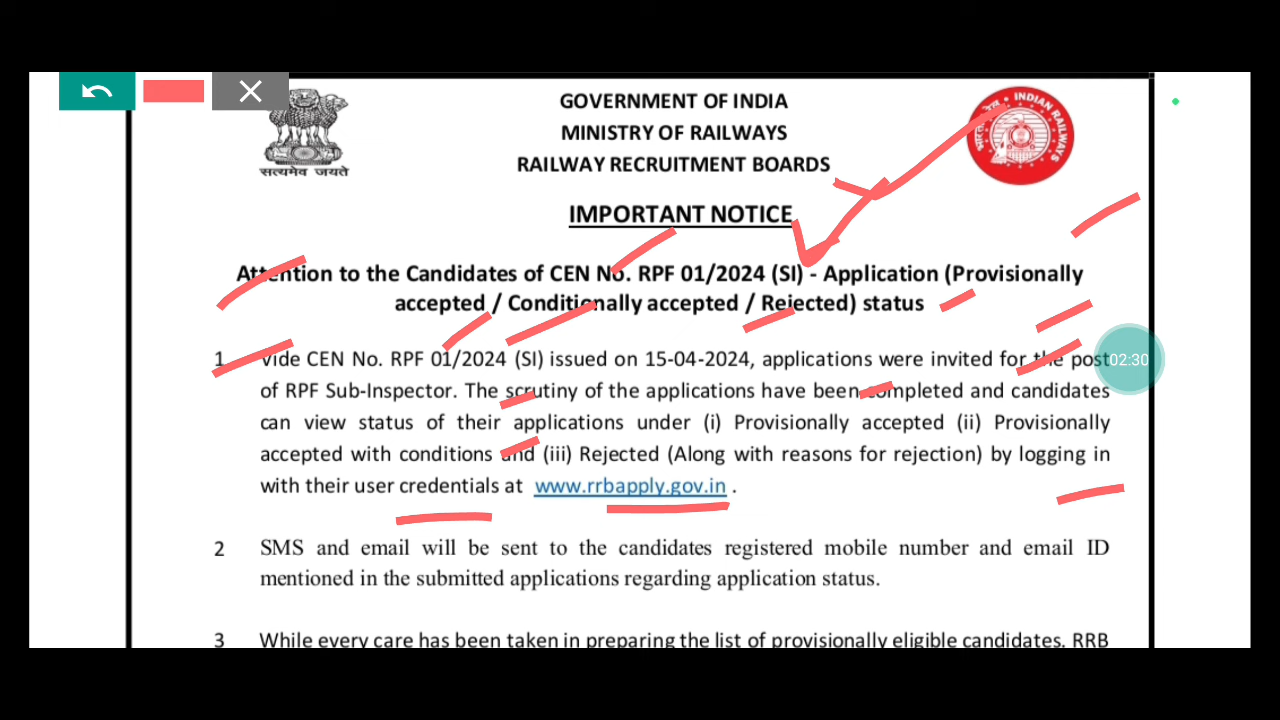 GOVERNMENT OF INDIA
MINISTRY OF RAILWAYS
RAILWAY RECRUITMENT BOARDS
सत्यमेव जयते
INDIAN RAILWAYS
IMPORTANT NOTICE
Attention to the Candidates of CEN No. RPF 01/2024 (SI) - Application (Provisionally
accepted / Conditionally accepted / Rejected) status
1 Vide CEN No. RPF 01/2024 (SI) issued on 15-04-2024, applications were invited for the post
of RPF Sub-Inspector. The scrutiny of the applications have been completed and candidates
can view status of their applications under (i) Provisionally accepted (ii) Provisionally
accepted with conditions and (iii) Rejected (Along with reasons for rejection) by logging in
with their user credentials at www.rrbapply.gov.in .
02:30
2 SMS and email will be sent to the candidates registered mobile number and email ID
mentioned in the submitted applications regarding application status.
3 While every care has been taken in preparing the list of provisionally eligible candidates, RRB